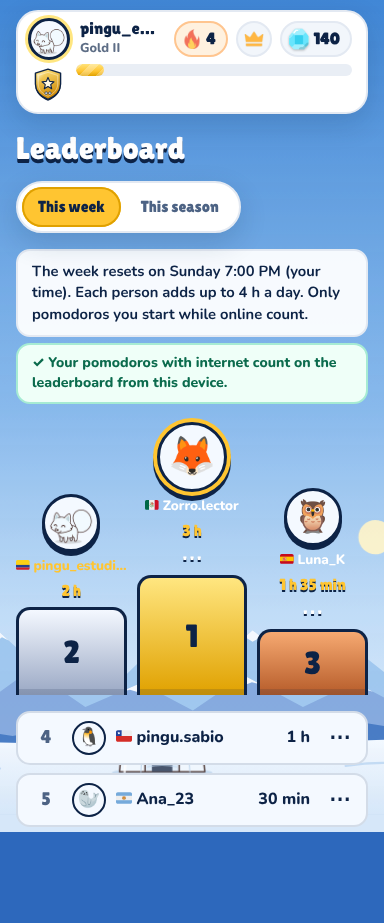 pingu_e...
Gold II
4
140
Leaderboard
This week
This season
The week resets on Sunday 7:00 PM (your
time). Each person adds up to 4 h a day. Only
pomodoros you start while online count.
✓ Your pomodoros with internet count on the
leaderboard from this device.
Zorro.lector
3 h
...
pingu_estudi...
2 h
Luna_K
1 h 35 min
...
2
1
3
4
pingu.sabio
1 h
...
5
Ana_23
30 min
...